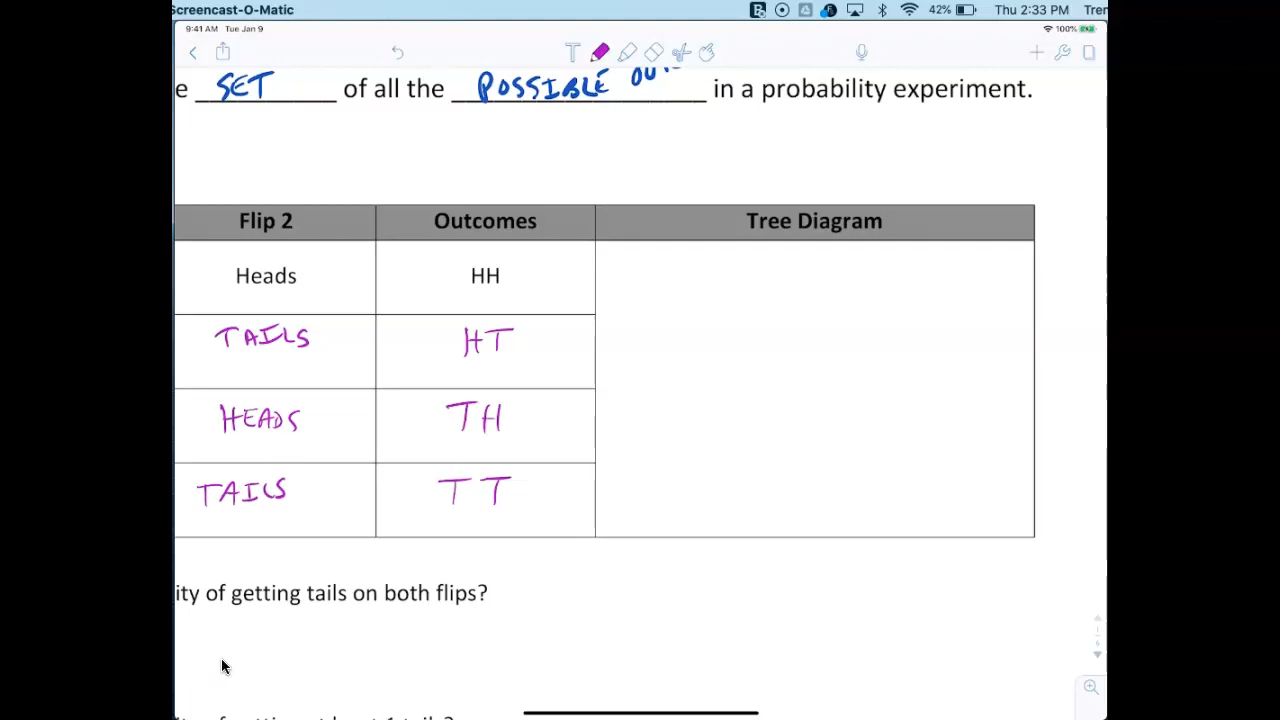 Screencast-O-Matic 42% Thu 2:33 PM Tren
9:41 AM Tue Jan 9 100%
e SET of all the POSSIBLE in a probability experiment.
Flip 2 Outcomes Tree Diagram
Heads HH
TAILS HT
HEADS TH
TAILS TT
ity of getting tails on both flips?